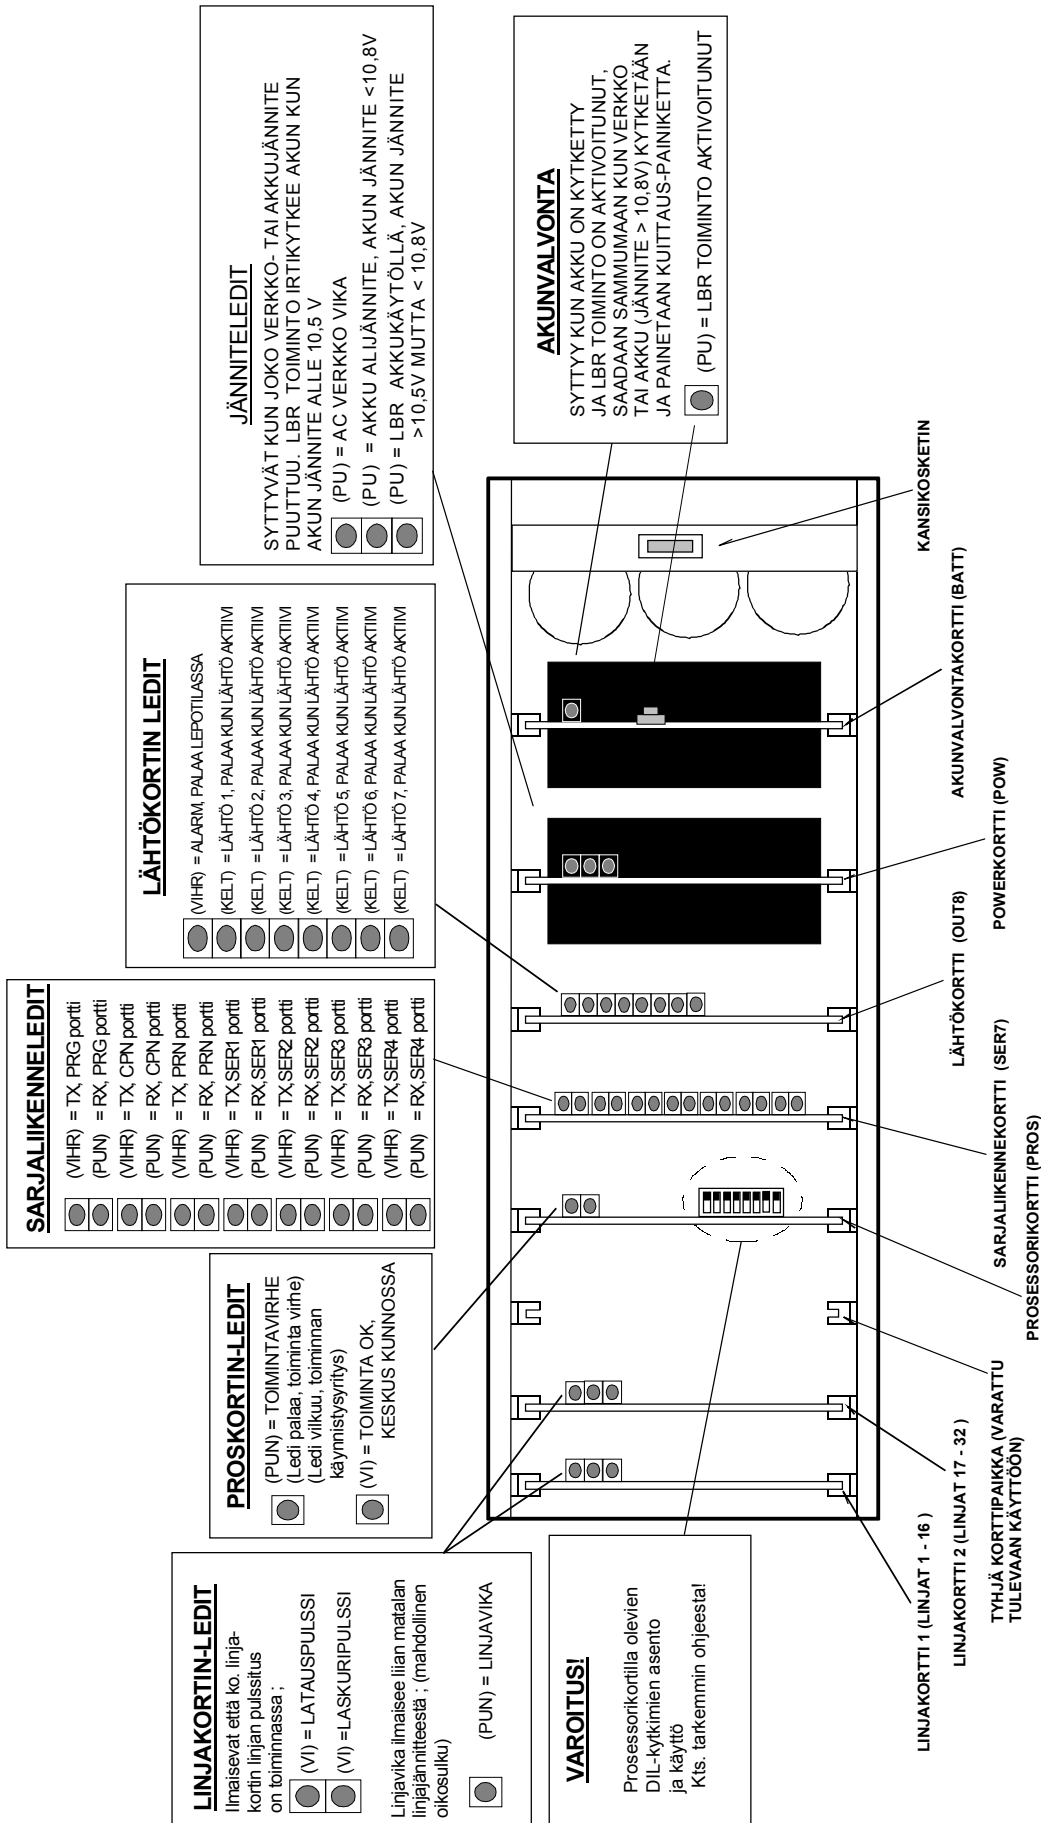 LINJAKORTIN-LEDIT
Ilmaisevat että ko. linja-
kortin linjan pulssitus
on toiminnassa ;
(VI) = LATAUSPULSSI
(VI) =LASKURIPULSSI
Linjavika ilmaisee liian matalan
linjajännitteestä ; (mahdollinen
oikosulku)
(PUN) = LINJAVIKA
PROSKORTIN-LEDIT
(PUN) = TOIMINTAVIRHE
(Ledi palaa, toiminta virhe)
(Ledi vilkuu, toiminnan
käynnistysyritys)
(VI) = TOIMINTA OK,
KESKUS KUNNOSSA
SARJALIIKENNELEDIT
(VIHR) = TX, PRG portti
(PUN) = RX, PRG portti
(VIHR) = TX, CPN portti
(PUN) = RX, CPN portti
(VIHR) = TX, PRN portti
(PUN) = RX, PRN portti
(VIHR) = TX,SER1 portti
(PUN) = RX,SER1 portti
(VIHR) = TX,SER2 portti
(PUN) = RX,SER2 portti
(VIHR) = TX,SER3 portti
(PUN) = RX,SER3 portti
(VIHR) = TX,SER4 portti
(PUN) = RX,SER4 portti
LÄHTÖKORTIN LEDIT
(VIHR) = ALARM, PALAA LEPOTILASSA
(KELT) = LÄHTÖ 1, PALAA KUN LÄHTÖ AKTIIVI
(KELT) = LÄHTÖ 2, PALAA KUN LÄHTÖ AKTIIVI
(KELT) = LÄHTÖ 3, PALAA KUN LÄHTÖ AKTIIVI
(KELT) = LÄHTÖ 4, PALAA KUN LÄHTÖ AKTIIVI
(KELT) = LÄHTÖ 5, PALAA KUN LÄHTÖ AKTIIVI
(KELT) = LÄHTÖ 6, PALAA KUN LÄHTÖ AKTIIVI
(KELT) = LÄHTÖ 7, PALAA KUN LÄHTÖ AKTIIVI
JÄNNITELEDIT
SYTTYVÄT KUN JOKO VERKKO- TAI AKKUJÄNNITE
PUUTTUU. LBR TOIMINTO IRTIKYTKEE AKUN KUN
AKUN JÄNNITE ALLE 10,5 V
(PU) = AC VERKKO VIKA
(PU) = AKKU ALIJÄNNITE, AKUN JÄNNITE <10,8V
(PU) = LBR AKKUKÄYTÖLLÄ, AKUN JÄNNITE
>10,5V MUTTA < 10,8V
VAROITUS!
Prosessorikortilla olevien
DIL-kytkimien asento
ja käyttö
Kts. tarkemmin ohjeesta!
AKUNVALVONTA
SYTTYY KUN AKKU ON KYTKETTY
JA LBR TOIMINTO ON AKTIVOITUNUT,
SAADAAN SAMMUMAAN KUN VERKKO
TAI AKKU (JÄNNITE > 10,8V) KYTKETÄÄN
JA PAINETAAN KUITTAUS-PAINIKETTA.
(PU) = LBR TOIMINTO AKTIVOITUNUT
LINJAKORTTI 1 (LINJAT 1 - 16 )
LINJAKORTTI 2 (LINJAT 17 - 32 )
TYHJÄ KORTTIPAIKKA (VARATTU
TULEVAAN KÄYTTÖÖN)
PROSESSORIKORTTI (PROS)
SARJALIIKENNEKORTTI (SER7)
LÄHTÖKORTTI (OUT8)
POWERKORTTI (POW)
AKUNVALVONTAKORTTI (BATT)
KANSIKOSKETIN